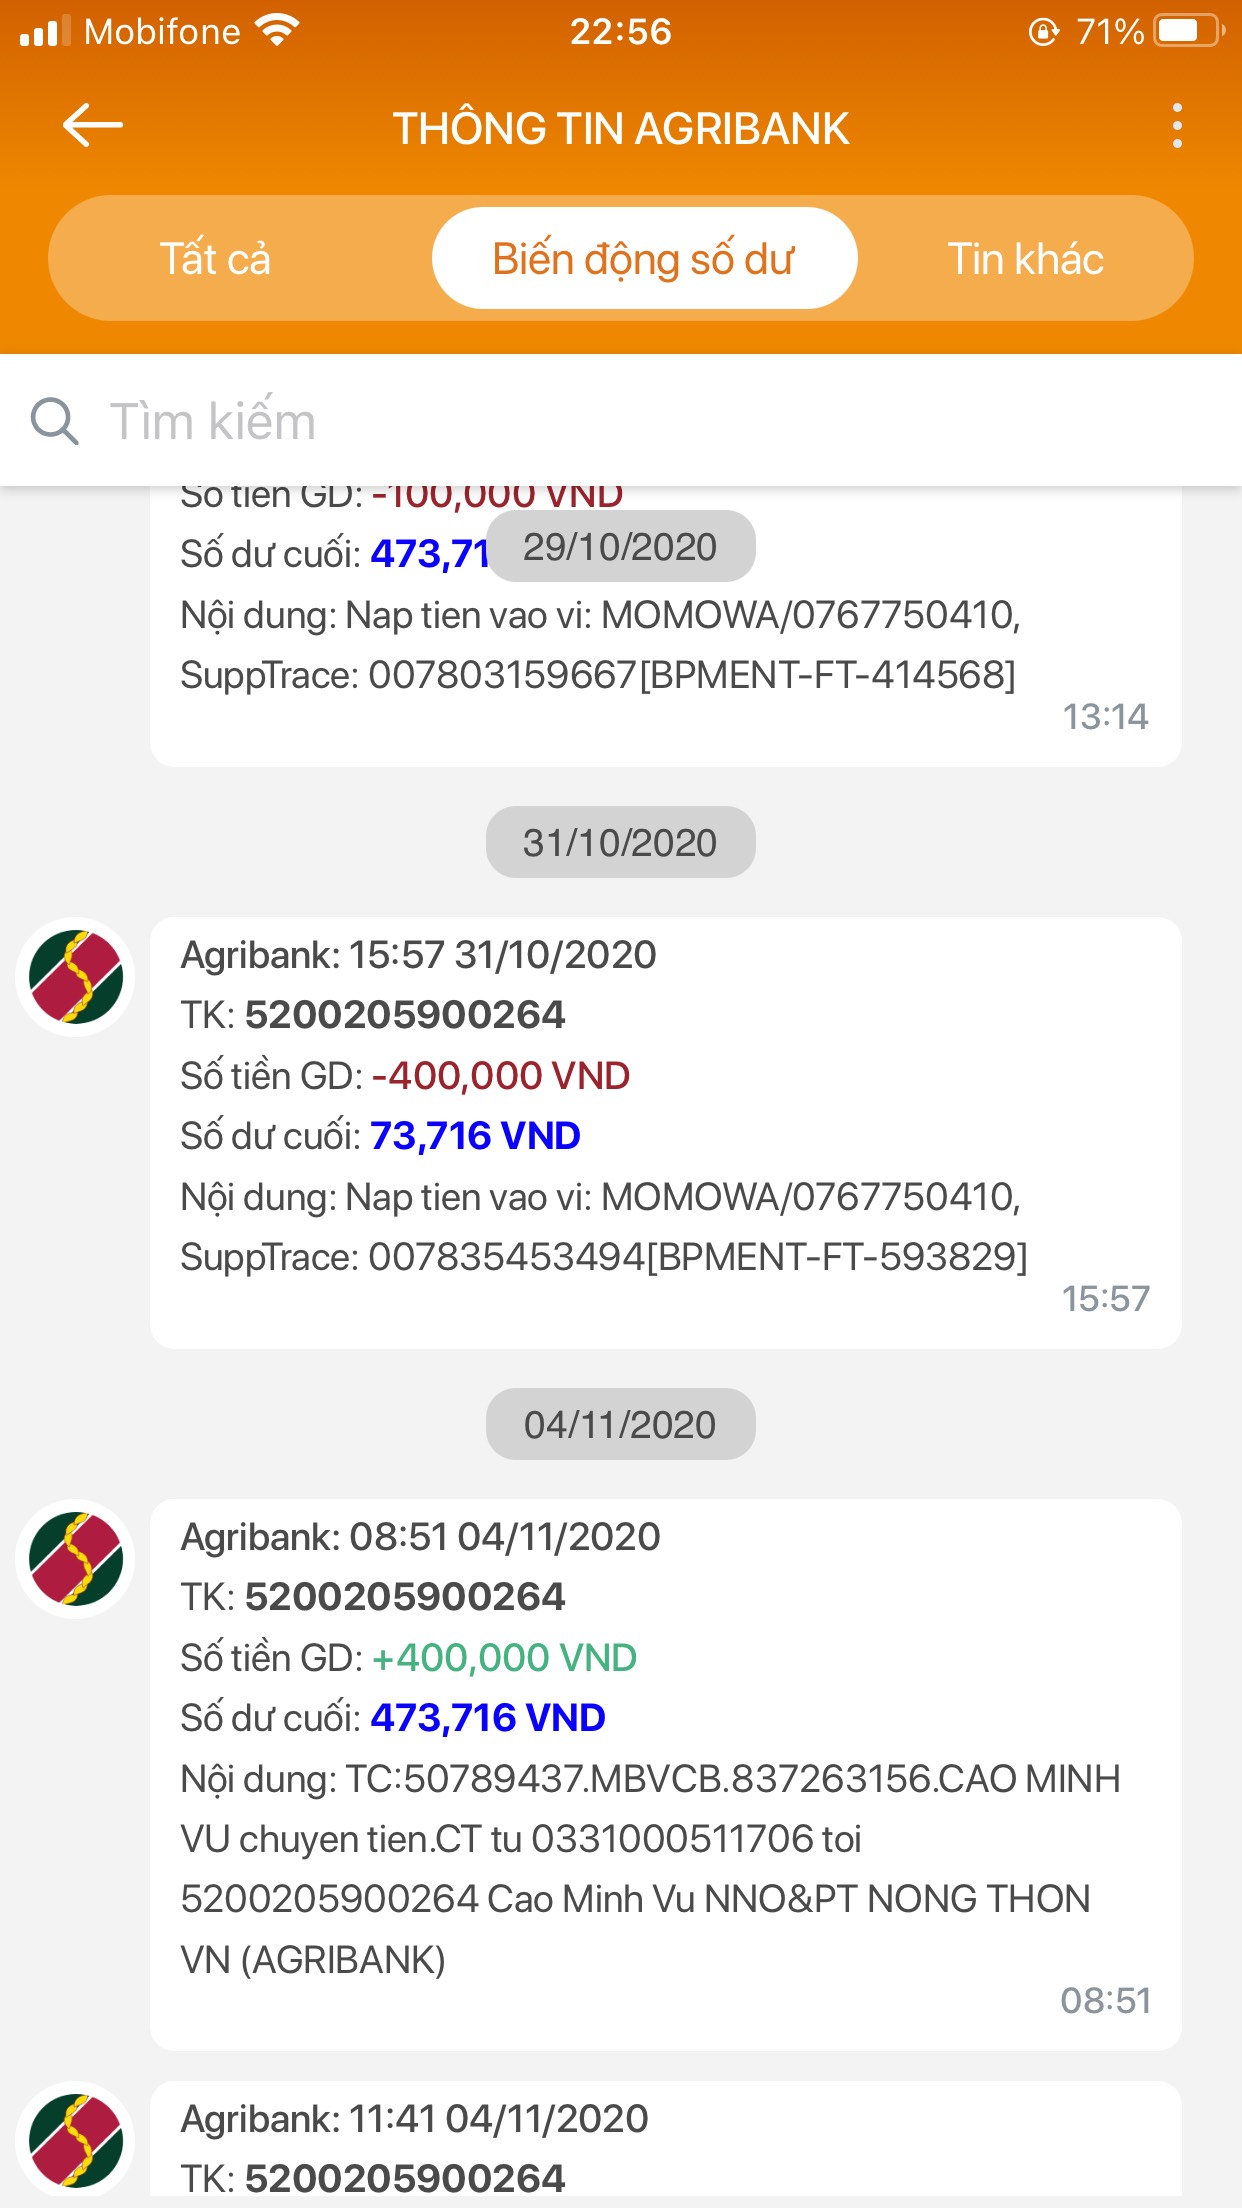 Mobifone
22:56
71%
THÔNG TIN AGRIBANK
Tất cả
Biến động số dư
Tin khác
Tìm kiếm
Số tiền GD: -100,000 VND
Số dư cuối: 473,71
29/10/2020
Nội dung: Nap tien vao vi: MOMOWA/0767750410,
SuppTrace: 007803159667[BPMENT-FT-414568]
13:14
31/10/2020
Agribank: 15:57 31/10/2020
TK: 5200205900264
Số tiền GD: -400,000 VND
Số dư cuối: 73,716 VND
Nội dung: Nap tien vao vi: MOMOWA/0767750410,
SuppTrace: 007835453494[BPMENT-FT-593829]
15:57
04/11/2020
Agribank: 08:51 04/11/2020
TK: 5200205900264
Số tiền GD: +400,000 VND
Số dư cuối: 473,716 VND
Nội dung: TC:50789437.MBVCB.837263156.CAO MINH
VU chuyen tien.CT tu 0331000511706 toi
5200205900264 Cao Minh Vu NNO&PT NONG THON
VN (AGRIBANK)
08:51
Agribank: 11:41 04/11/2020
TK: 5200205900264